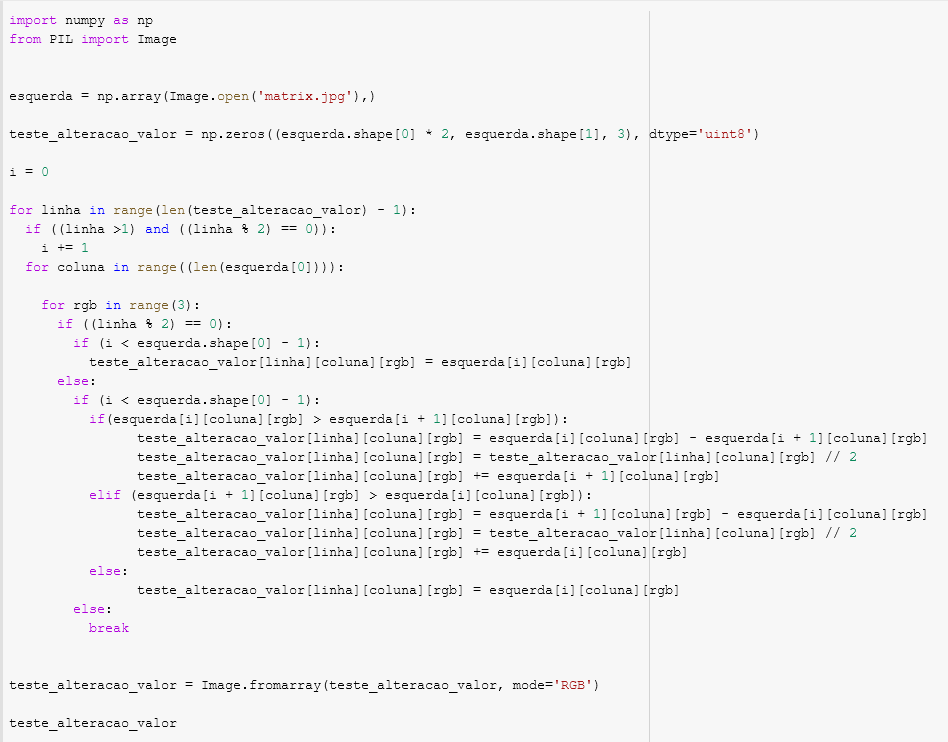 import numpy as np
from PIL import Image
esquerda = np.array(Image.open('matrix.jpg'),)
teste_alteracao_valor = np.zeros((esquerda.shape[0] * 2, esquerda.shape[1], 3), dtype='uint8')
i = 0
for linha in range(len(teste_alteracao_valor) - 1):
  if ((linha >1) and ((linha % 2) == 0)):
    i += 1
  for coluna in range((len(esquerda[0]))):
    for rgb in range(3):
      if ((linha % 2) == 0):
        if (i < esquerda.shape[0] - 1):
          teste_alteracao_valor[linha][coluna][rgb] = esquerda[i][coluna][rgb]
      else:
        if (i < esquerda.shape[0] - 1):
          if(esquerda[i][coluna][rgb] > esquerda[i + 1][coluna][rgb]):
                teste_alteracao_valor[linha][coluna][rgb] = esquerda[i][coluna][rgb] - esquerda[i + 1][coluna][rgb]
                teste_alteracao_valor[linha][coluna][rgb] = teste_alteracao_valor[linha][coluna][rgb] // 2
                teste_alteracao_valor[linha][coluna][rgb] += esquerda[i + 1][coluna][rgb]
          elif (esquerda[i + 1][coluna][rgb] > esquerda[i][coluna][rgb]):
                teste_alteracao_valor[linha][coluna][rgb] = esquerda[i + 1][coluna][rgb] - esquerda[i][coluna][rgb]
                teste_alteracao_valor[linha][coluna][rgb] = teste_alteracao_valor[linha][coluna][rgb] // 2
                teste_alteracao_valor[linha][coluna][rgb] += esquerda[i][coluna][rgb]
          else:
                teste_alteracao_valor[linha][coluna][rgb] = esquerda[i][coluna][rgb]
        else:
          break
teste_alteracao_valor = Image.fromarray(teste_alteracao_valor, mode='RGB')
teste_alteracao_valor